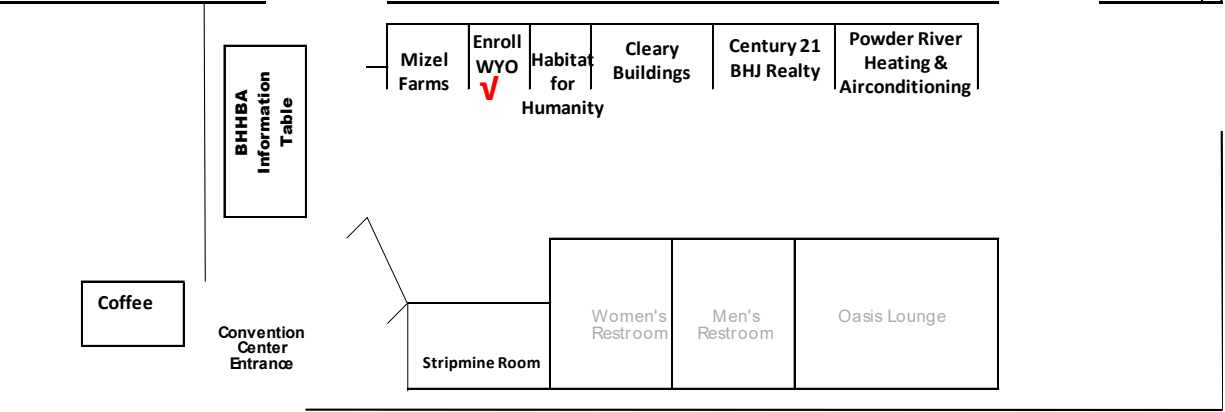 BHHBA
Information
Table
Mizel
Farms
Enroll
WYO
√
Habitat
for
Humanity
Cleary
Buildings
Century 21
BHJ Realty
Powder River
Heating &
Airconditioning
Coffee
Convention
Center
Entrance
Stripmine Room
Women's
Restroom
Men's
Restroom
Oasis Lounge